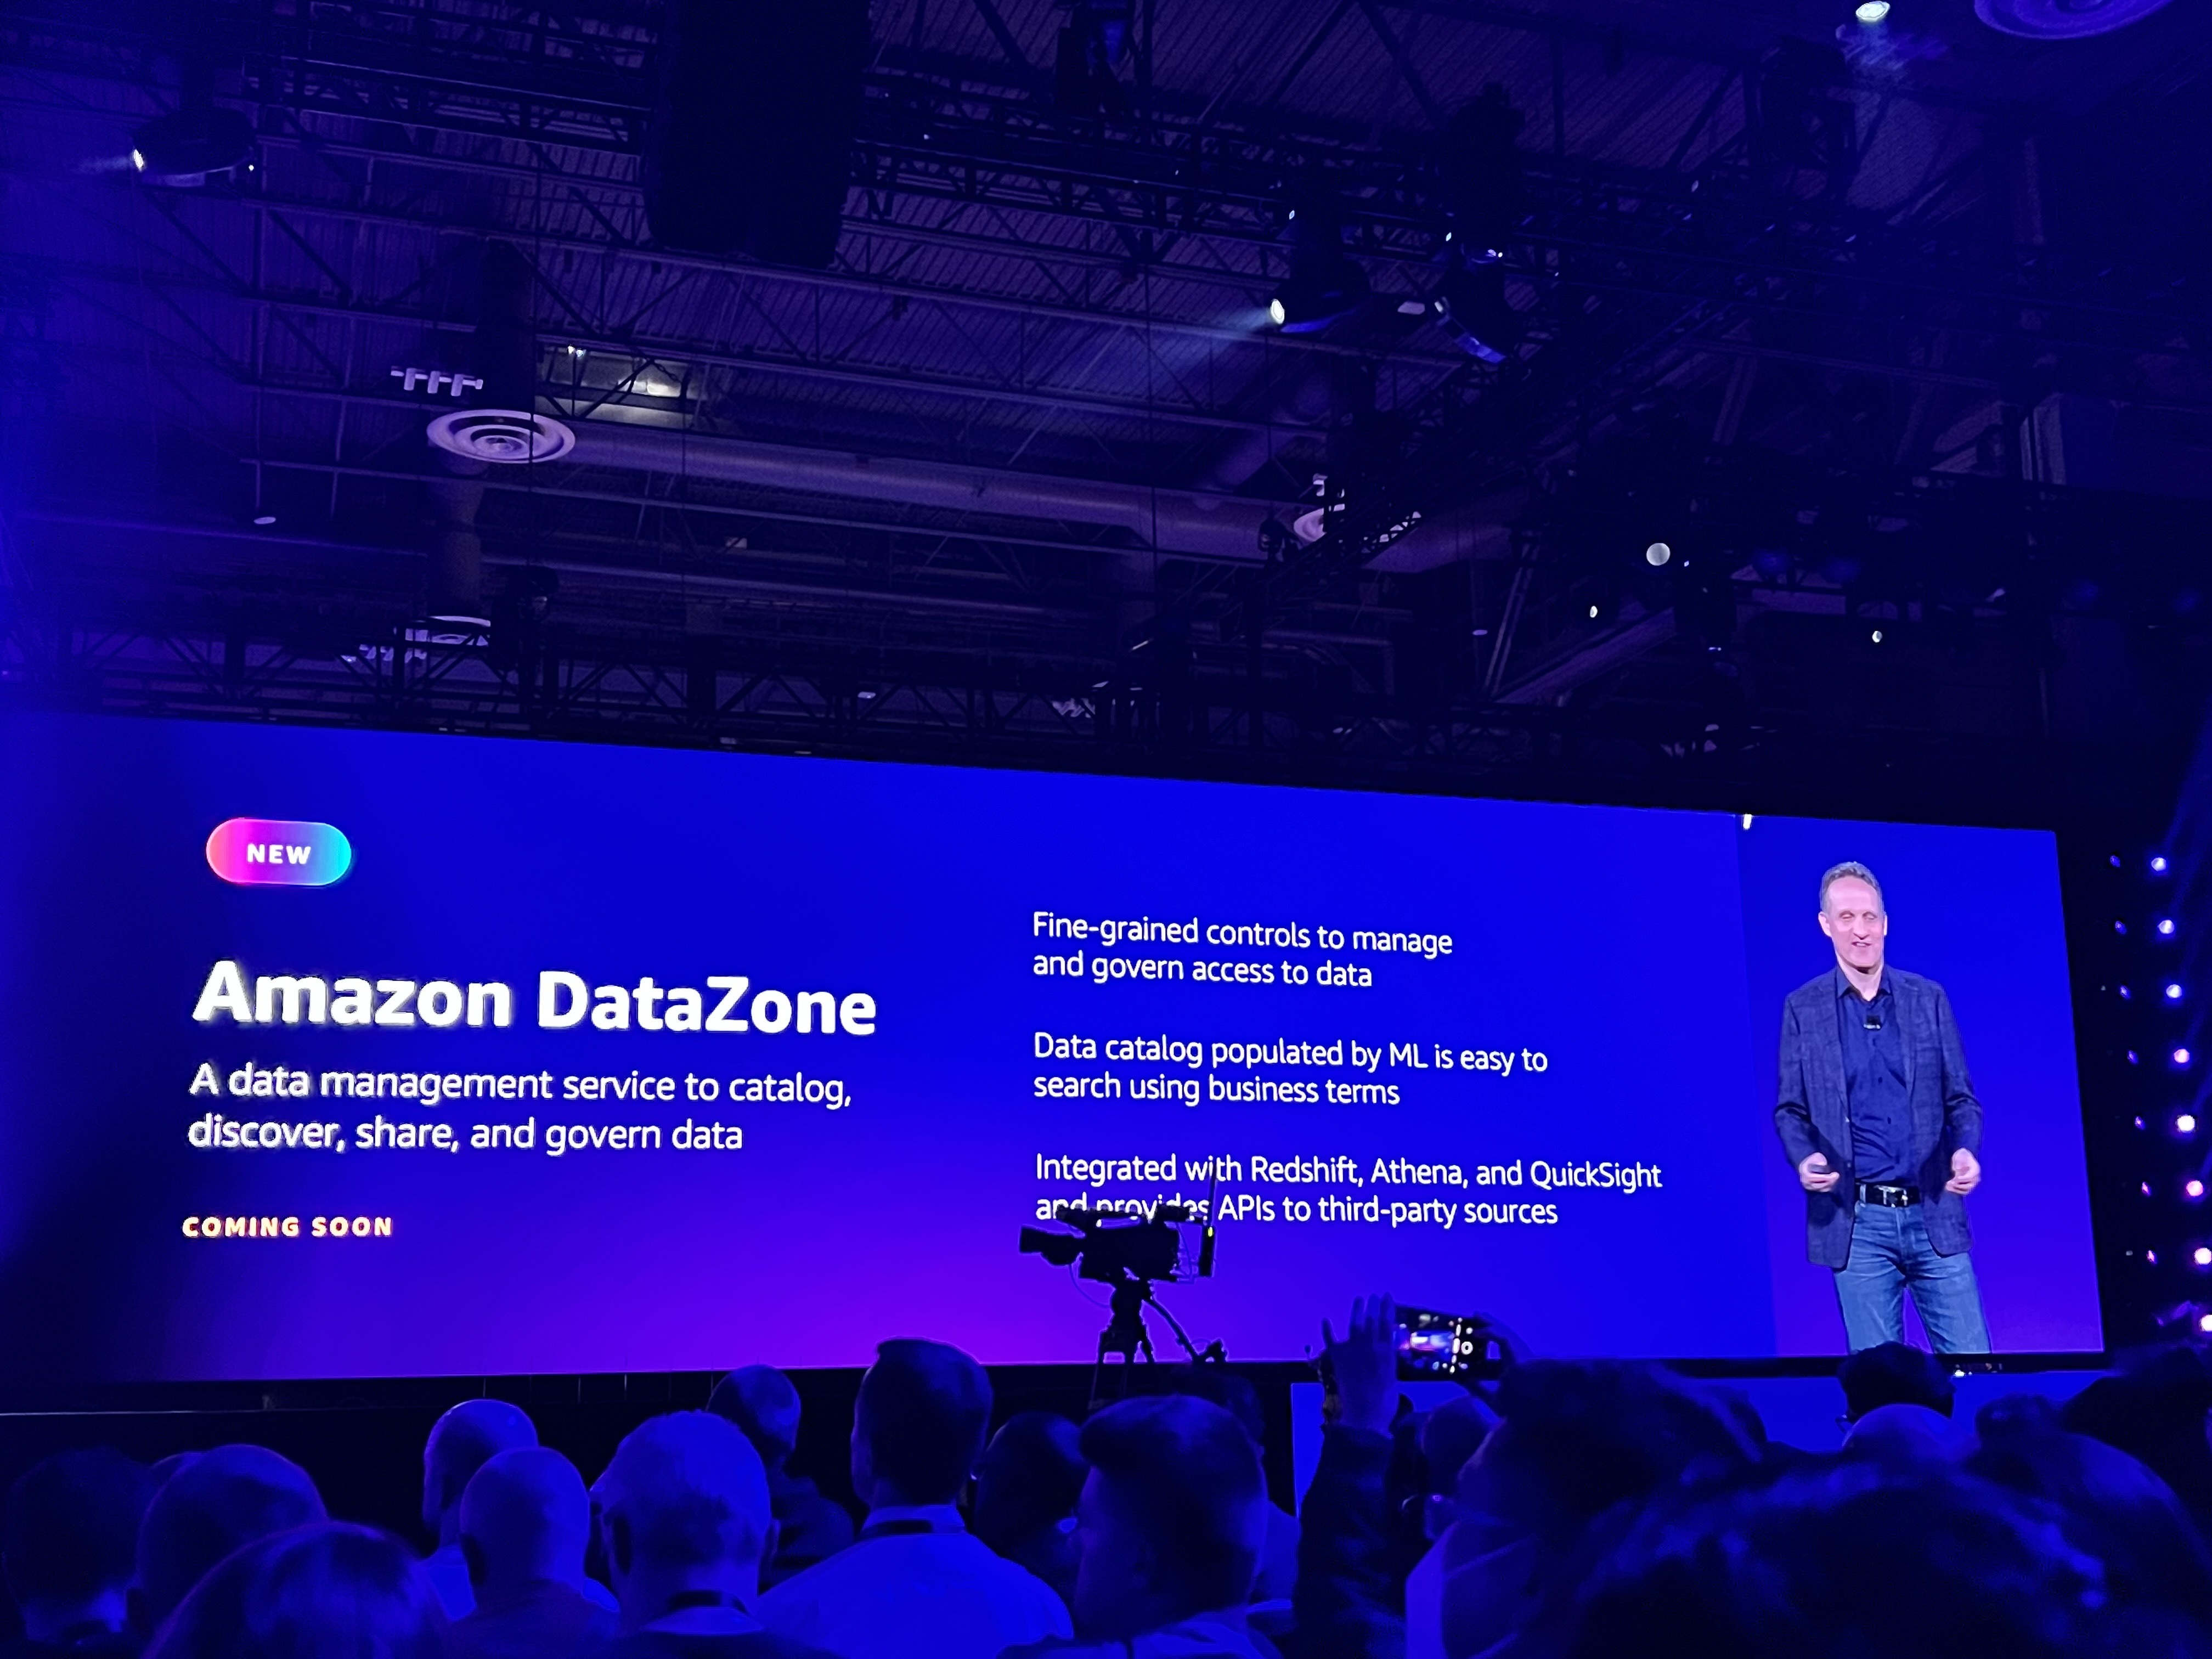 NEW
Amazon DataZone
A data management service to catalog,
discover, share, and govern data
COMING SOON
Fine-grained controls to manage
and govern access to data
Data catalog populated by ML is easy to
search using business terms
Integrated with Redshift, Athena, and QuickSight
and provides APIs to third-party sources